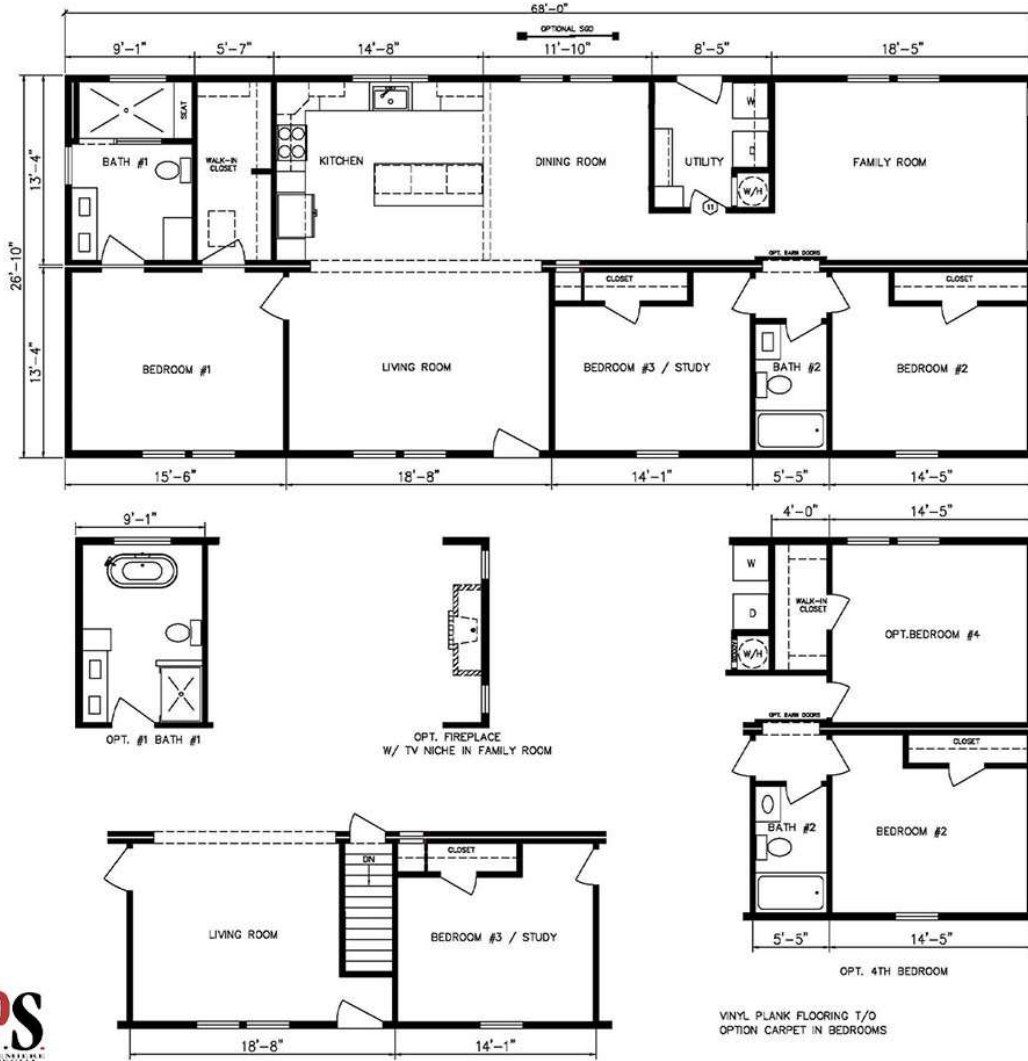 68'-0"
OPTIONAL SGD
9'-1" 5'-7" 14'-8" 11'-10" 8'-5" 18'-5"
26'-10"
13'-4"
SEAT
BATH #1
WALK-IN
CLOSET
KITCHEN
DINING ROOM
UTILITY
W
D
W/H
11
FAMILY ROOM
OPT. BARN DOORS
13'-4"
BEDROOM #1
LIVING ROOM
CLOSET
BEDROOM #3 / STUDY
BATH #2
CLOSET
BEDROOM #2
15'-6" 18'-8" 14'-1" 5'-5" 14'-5"
9'-1"
OPT. #1 BATH #1
OPT. FIREPLACE
W/ TV NICHE IN FAMILY ROOM
4'-0" 14'-5"
W
D
W/H
WALK-IN
CLOSET
OPT.BEDROOM #4
OPT. BARN DOORS
CLOSET
BATH #2
BEDROOM #2
5'-5" 14'-5"
OPT. 4TH BEDROOM
DN
CLOSET
LIVING ROOM
BEDROOM #3 / STUDY
18'-8" 14'-1"
VINYL PLANK FLOORING T/O
OPTION CARPET IN BEDROOMS